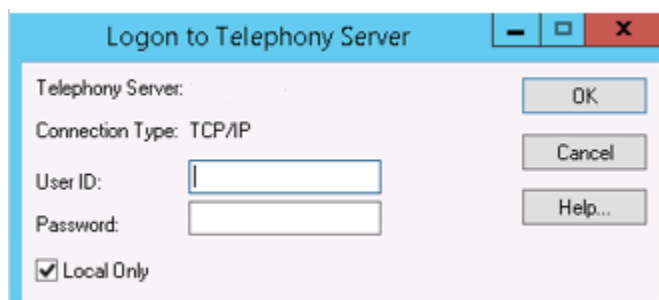 Logon to Telephony Server
Telephony Server:
OK
Connection Type: TCP/IP
Cancel
User ID:
Help...
Password:
Local Only